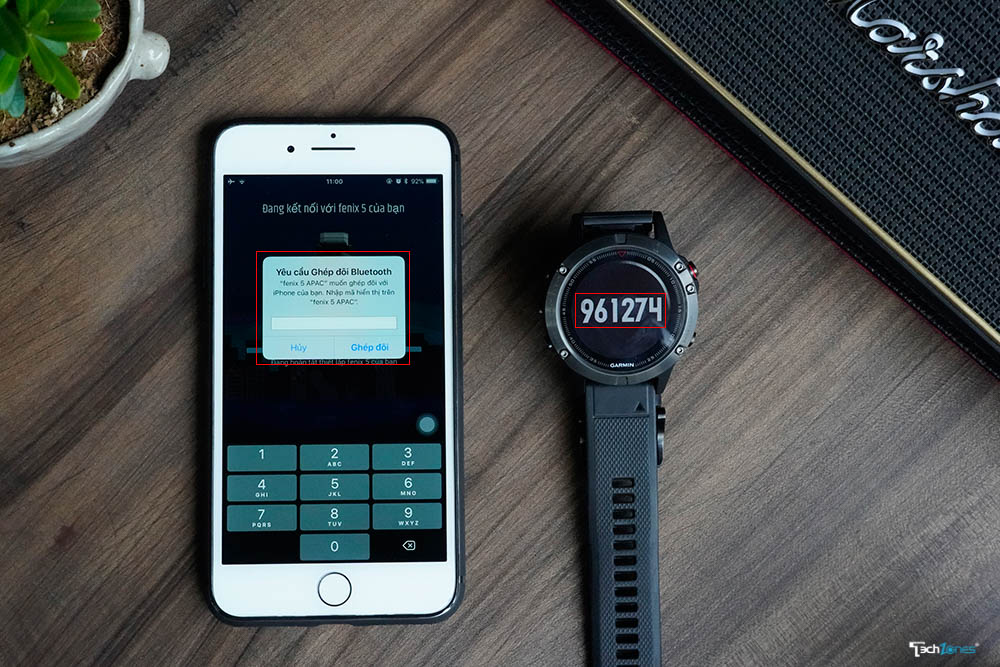 11:00
92%
Đang kết nối với fenix 5 của bạn
Yêu cầu Ghép đôi Bluetooth
"fenix 5 APAC" muốn ghép đôi với
iPhone của bạn. Nhập mã hiển thị trên
"fenix 5 APAC".
Hủy
Ghép đôi
Đang hoàn tất thiết lập fenix 5 của bạn
1
2
ABC
3
DEF
4
GHI
5
JKL
6
MNO
7
PQRS
8
TUV
9
WXYZ
0
961274
GARMIN
TechZones